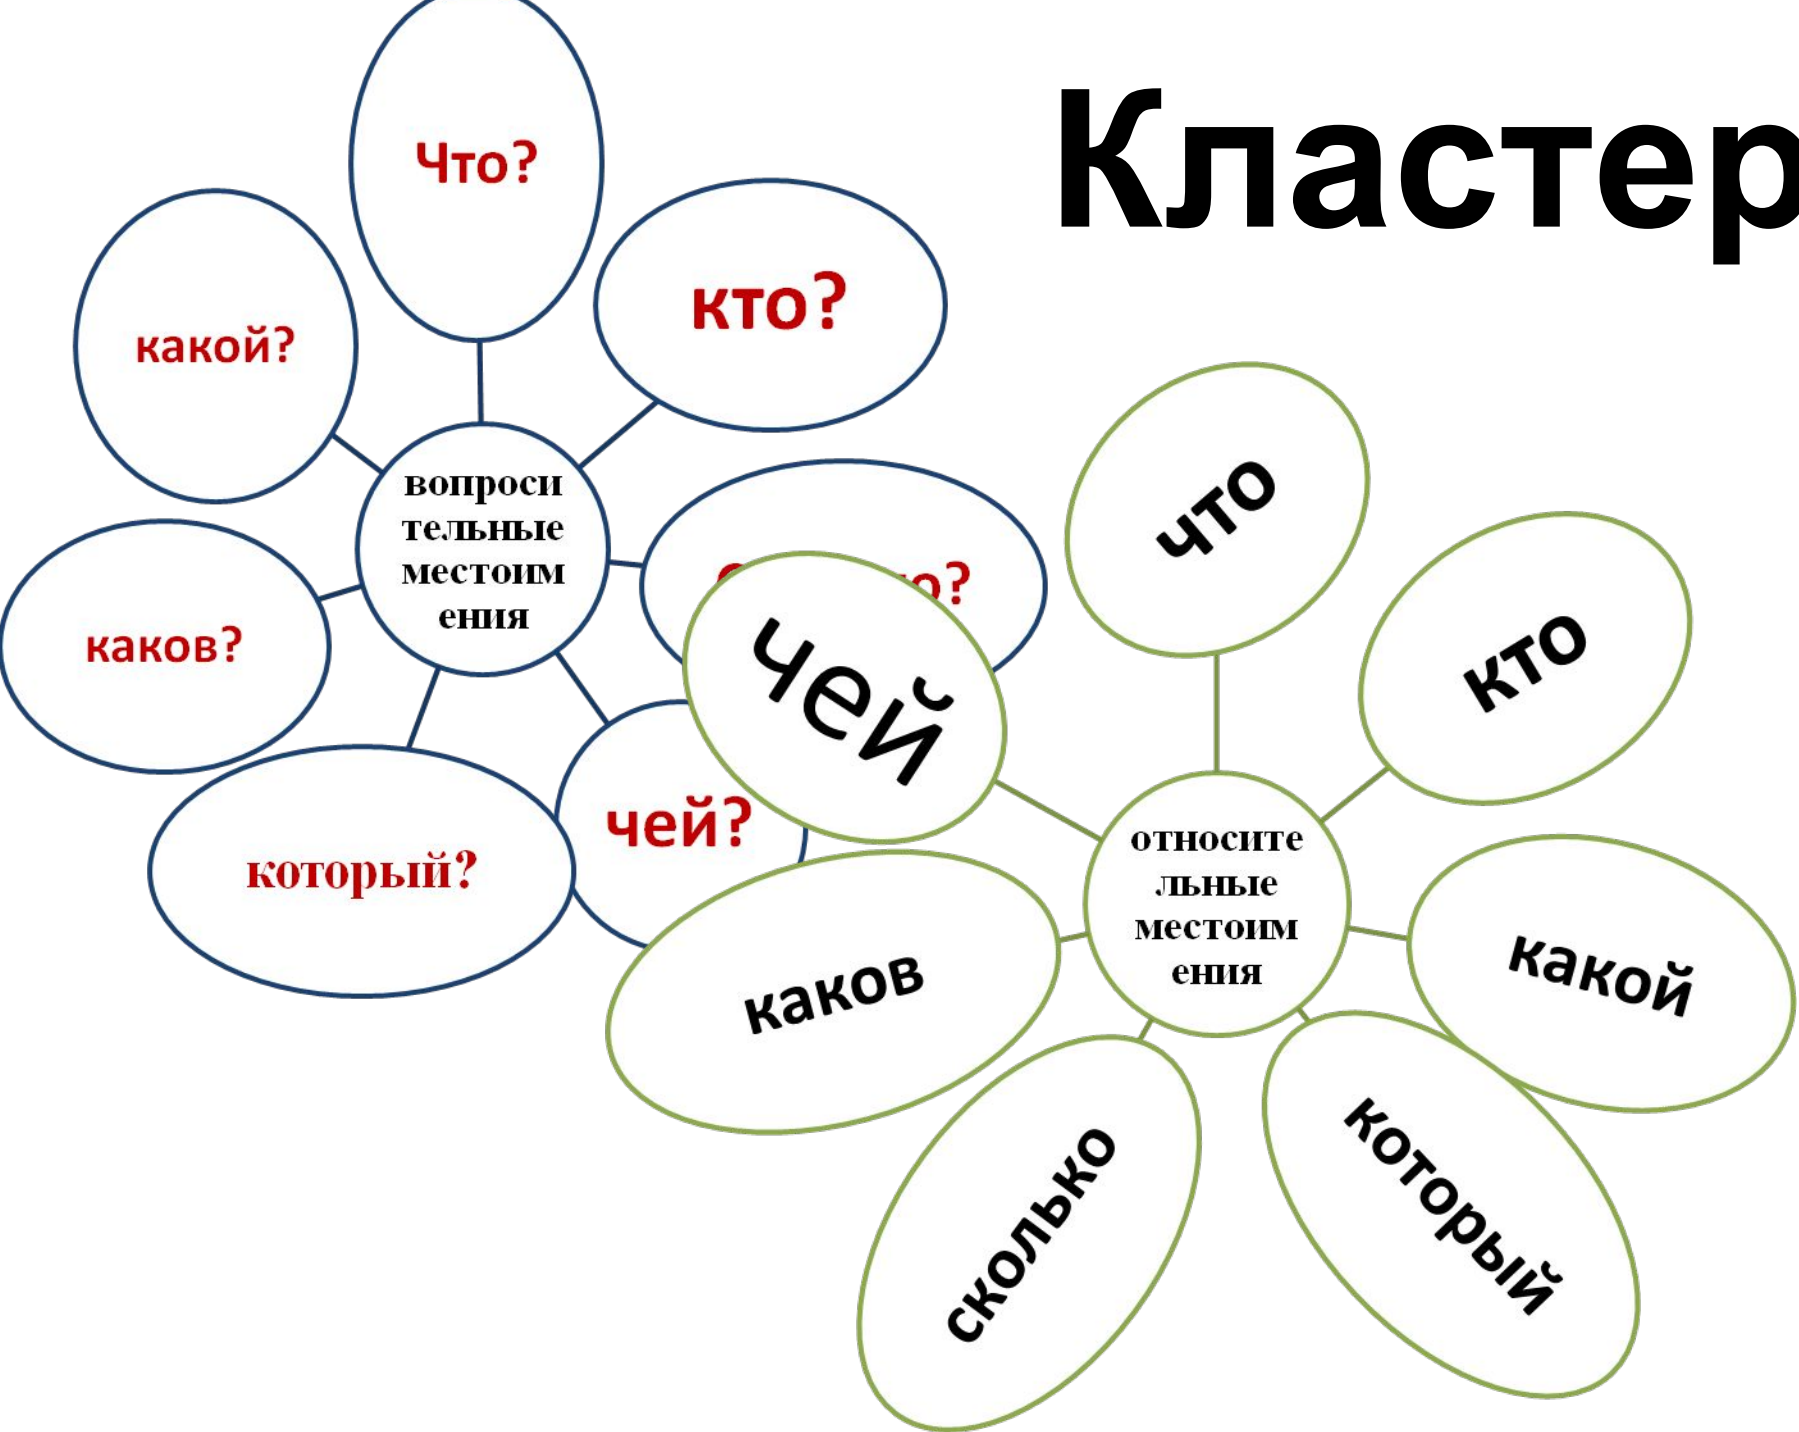 Кластер
Что?
кто?
какой?
вопроси
тельные
местоим
ения
каков?
который?
чей?
что
кто
чей
относите
льные
местоим
ения
какой
каков
сколько
который